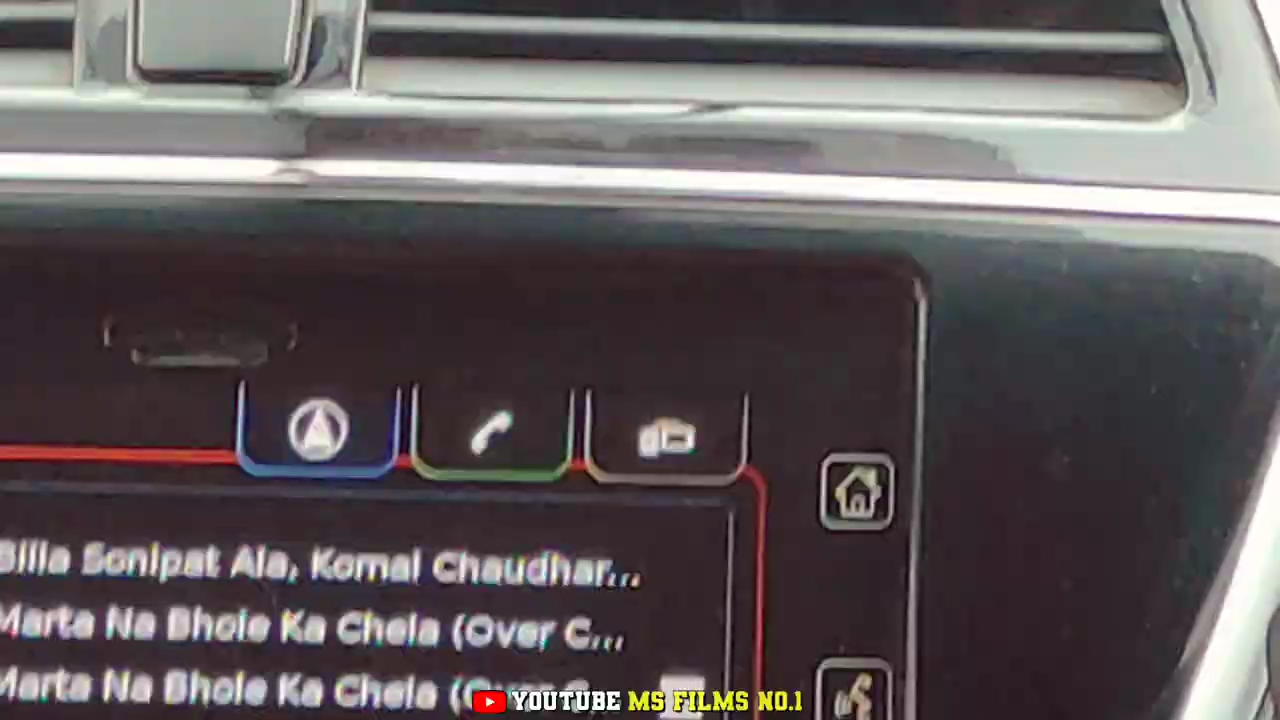 Billa Sonipat Ala, Komal Chaudhar...
Marta Na Bhole Ka Chela (Over C...
Marta Na Bhole Ka Chela (Over C...
YOUTUBE MS FILMS NO.1